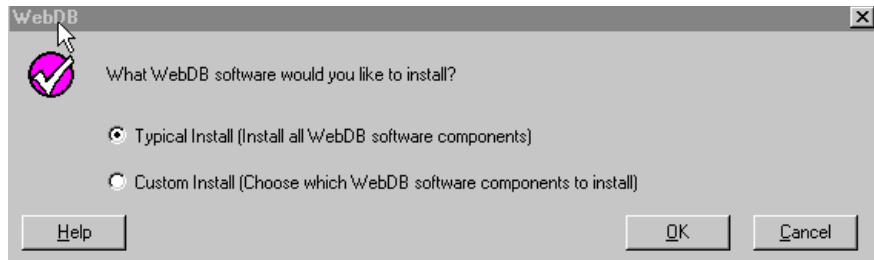 WebDB
What WebDB software would you like to install?
Typical Install (Install all WebDB software components)
Custom Install (Choose which WebDB software components to install)
Help OK Cancel